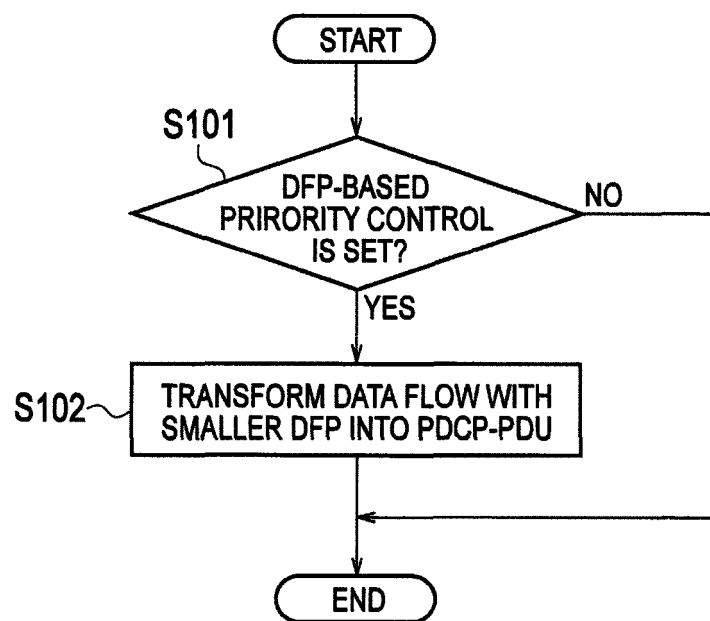 START
S101
DFP-BASED
PRIRORITY CONTROL
IS SET?
NO
YES
S102
TRANSFORM DATA FLOW WITH
SMALLER DFP INTO PDCP-PDU
END